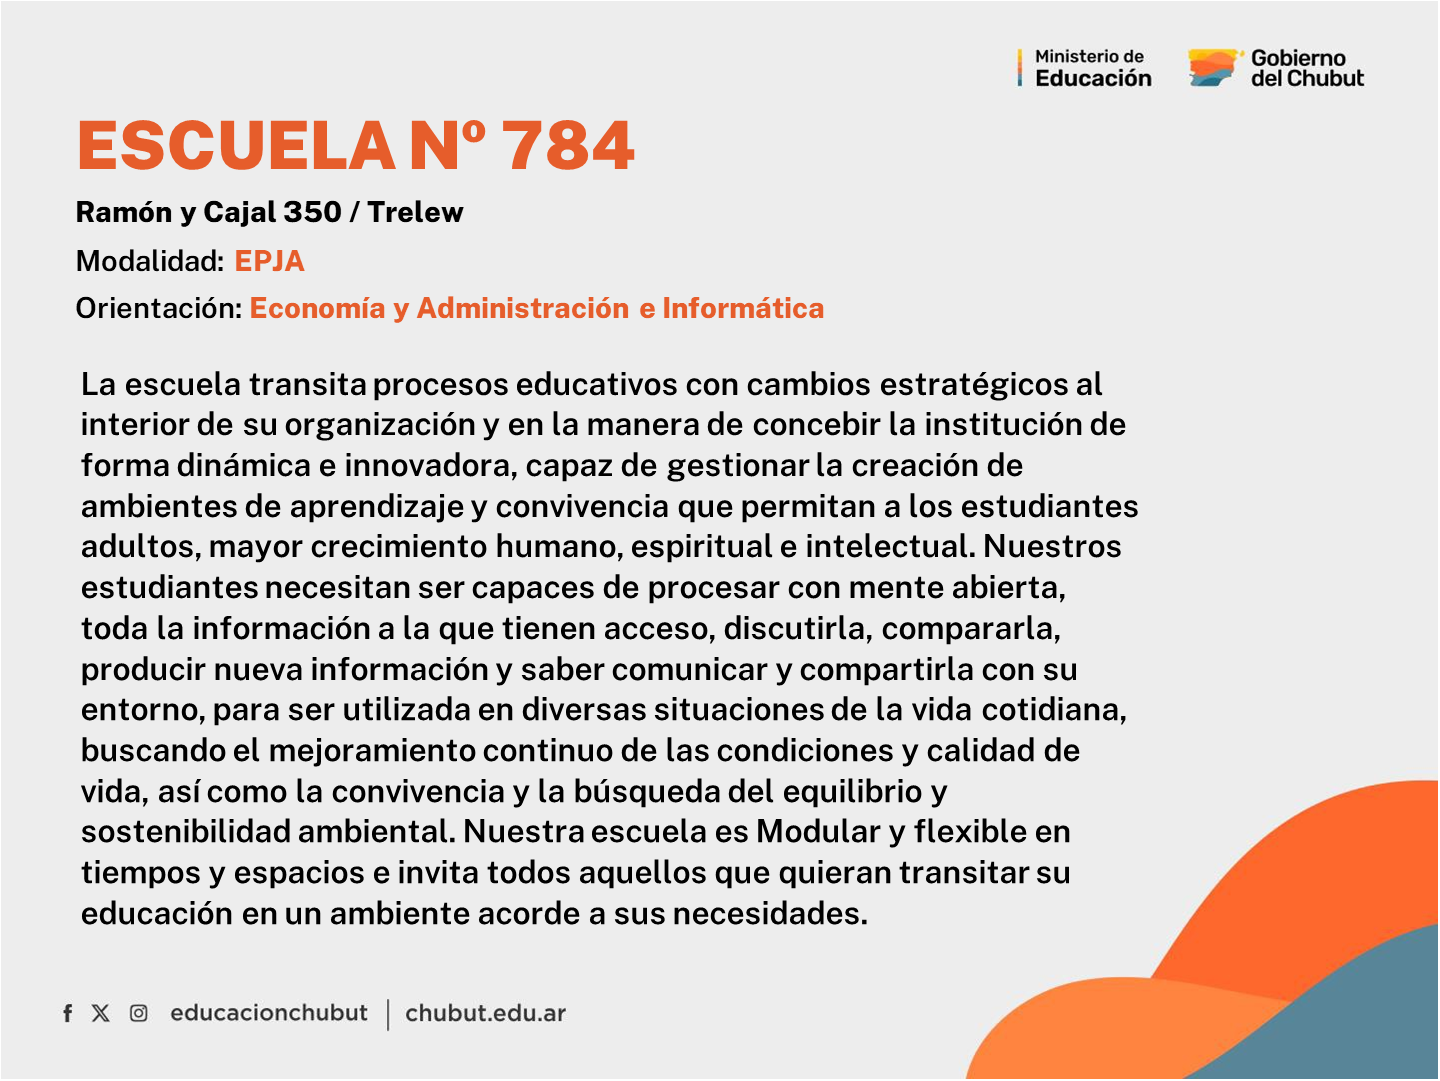 Ministerio de
Educación
Gobierno
del Chubut
ESCUELA Nº 784
Ramón y Cajal 350 / Trelew
Modalidad: EPJA
Orientación: Economía y Administración e Informática
La escuela transita procesos educativos con cambios estratégicos al
interior de su organización y en la manera de concebir la institución de
forma dinámica e innovadora, capaz de gestionar la creación de
ambientes de aprendizaje y convivencia que permitan a los estudiantes
adultos, mayor crecimiento humano, espiritual e intelectual. Nuestros
estudiantes necesitan ser capaces de procesar con mente abierta,
toda la información a la que tienen acceso, discutirla, compararla,
producir nueva información y saber comunicar y compartirla con su
entorno, para ser utilizada en diversas situaciones de la vida cotidiana,
buscando el mejoramiento continuo de las condiciones y calidad de
vida, así como la convivencia y la búsqueda del equilibrio y
sostenibilidad ambiental. Nuestra escuela es Modular y flexible en
tiempos y espacios e invita todos aquellos que quieran transitar su
educación en un ambiente acorde a sus necesidades.
educacionchubut | chubut.edu.ar